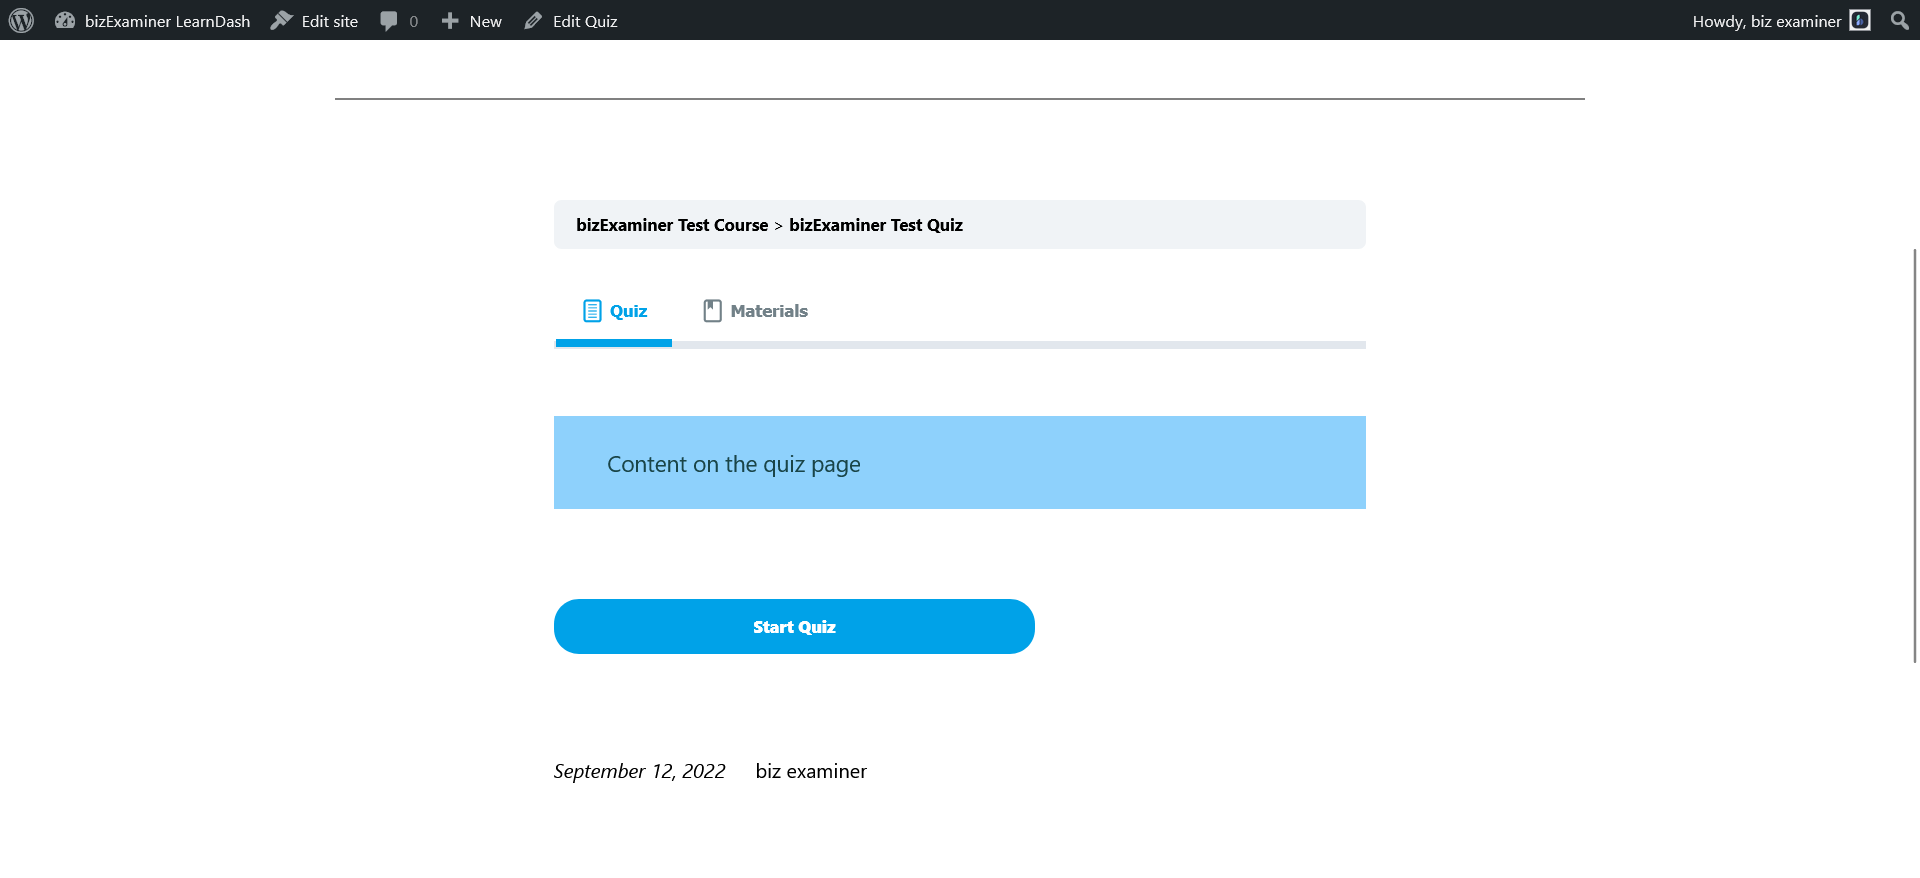 bizExaminer LearnDash Edit site 0 New Edit Quiz Howdy, biz examiner
bizExaminer Test Course > bizExaminer Test Quiz
Quiz Materials
Content on the quiz page
Start Quiz
September 12, 2022 biz examiner